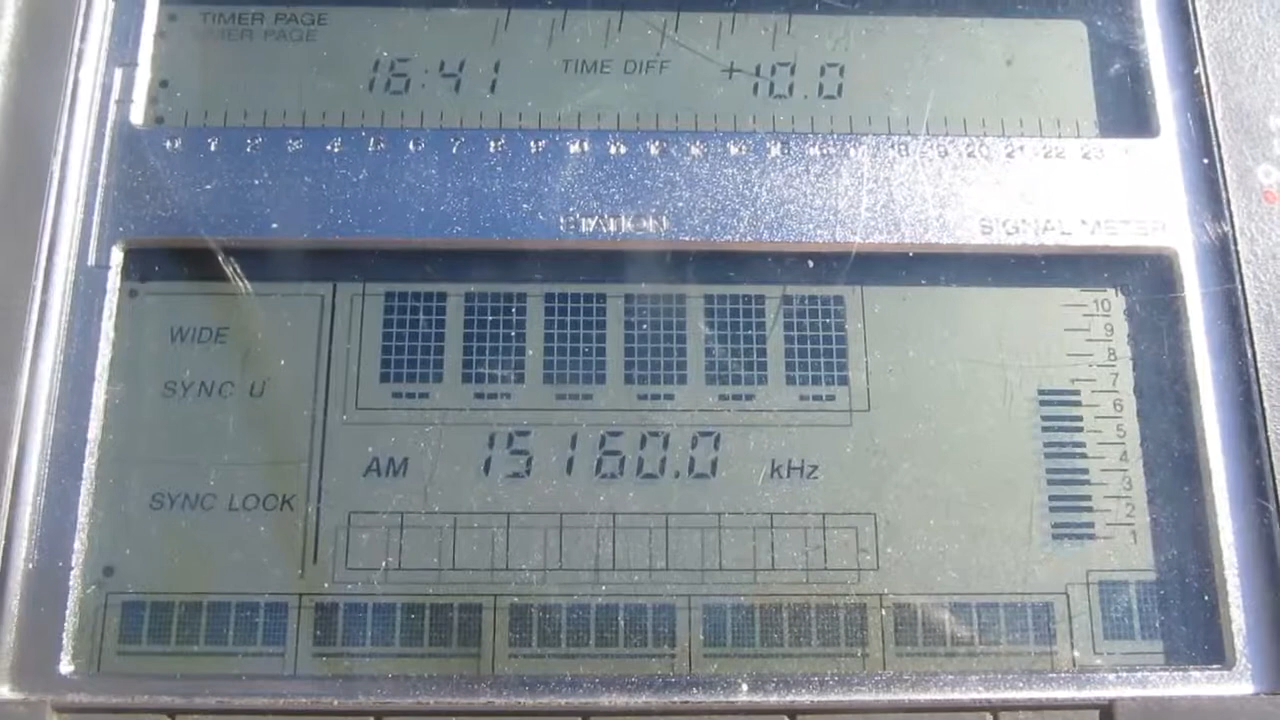 TIMER PAGE
16:41 TIME DIFF +10.0
0 1 2 3 4 5 6 7 8 9 10 11 12 13 14 15 16 17 18 19 20 21 22 23
STATION SIGNAL METER
WIDE
SYNC U
AM 15160.0 kHz
SYNC LOCK
10
9
8
7
6
5
4
3
2
1